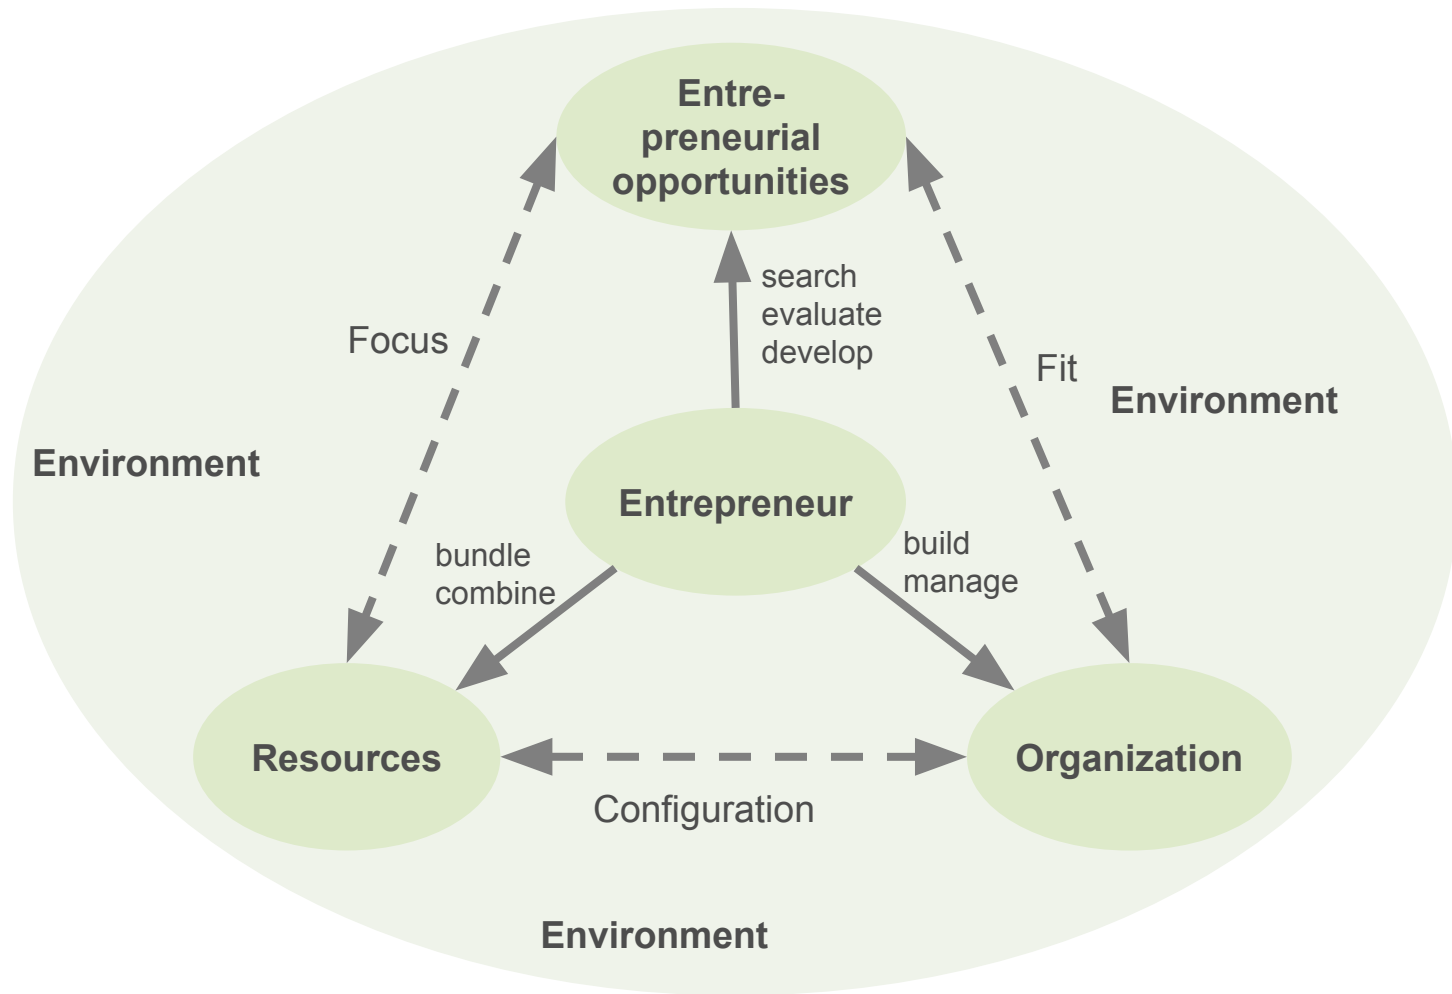 Entre-
preneurial
opportunities
search
evaluate
develop
Focus
Fit
Environment
Environment
Entrepreneur
bundle
combine
build
manage
Resources
Organization
Configuration
Environment